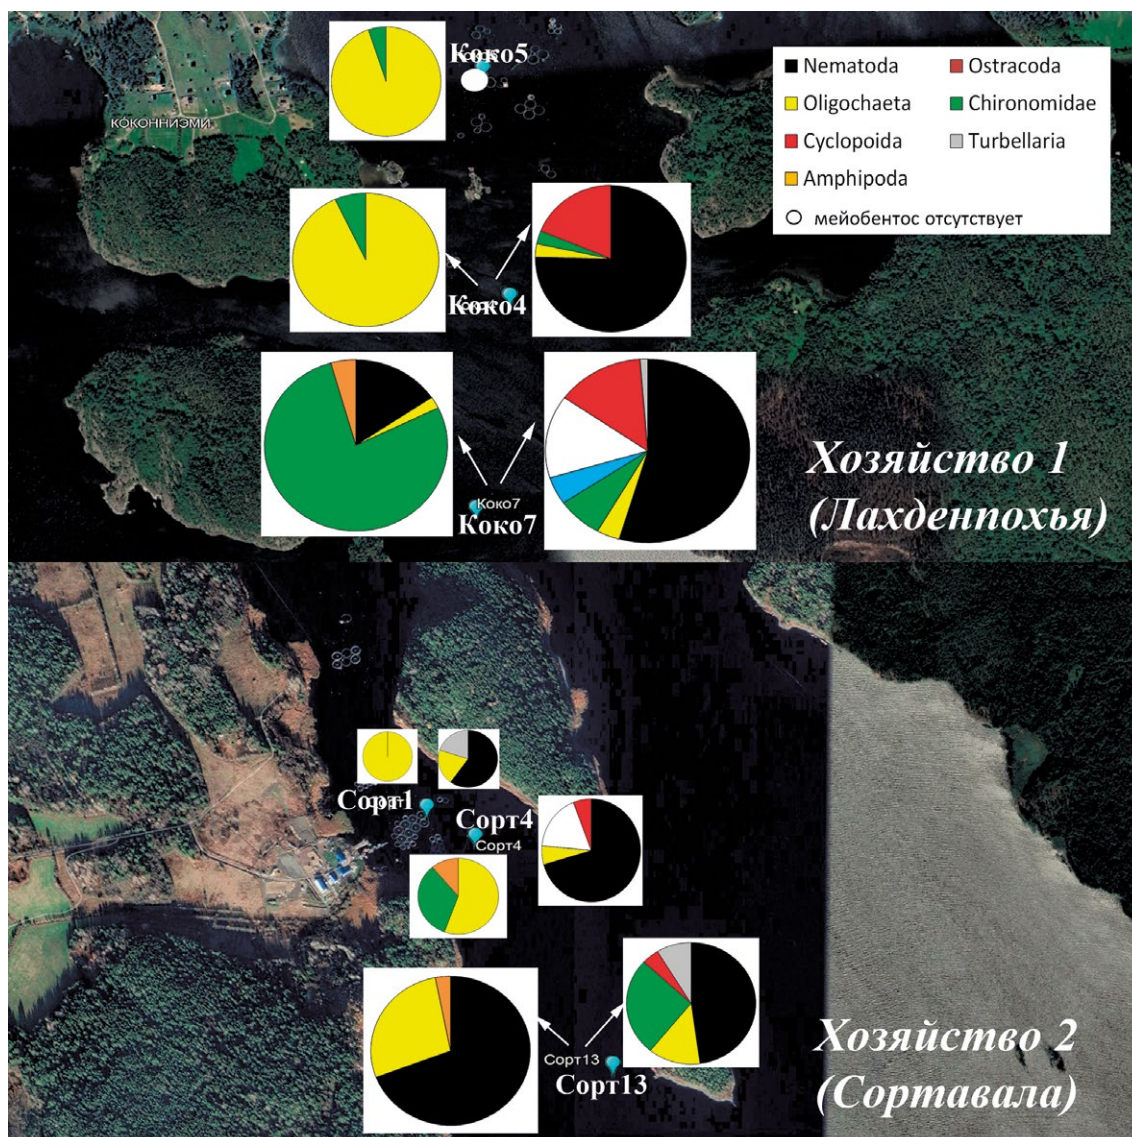 Коко5
КОКОННИЭМИ
Nematoda
Ostracoda
Oligochaeta
Chironomidae
Cyclopoida
Turbellaria
Amphipoda
мейобентос отсутствует
Коко4
Коко7
Коко7
Хозяйство 1
(Лахденпохья)
Сорт1
Сорт4
Сорт4
Сорт13
Сорт13
Хозяйство 2
(Сортавала)